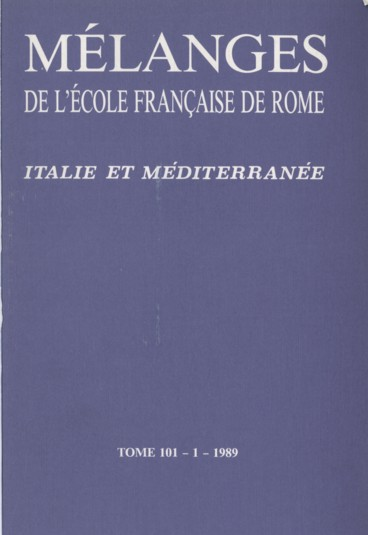 MÉLANGES
DE L'ÉCOLE FRANÇAISE DE ROME
ITALIE ET MÉDITERRANÉE
TOME 101 – 1 – 1989